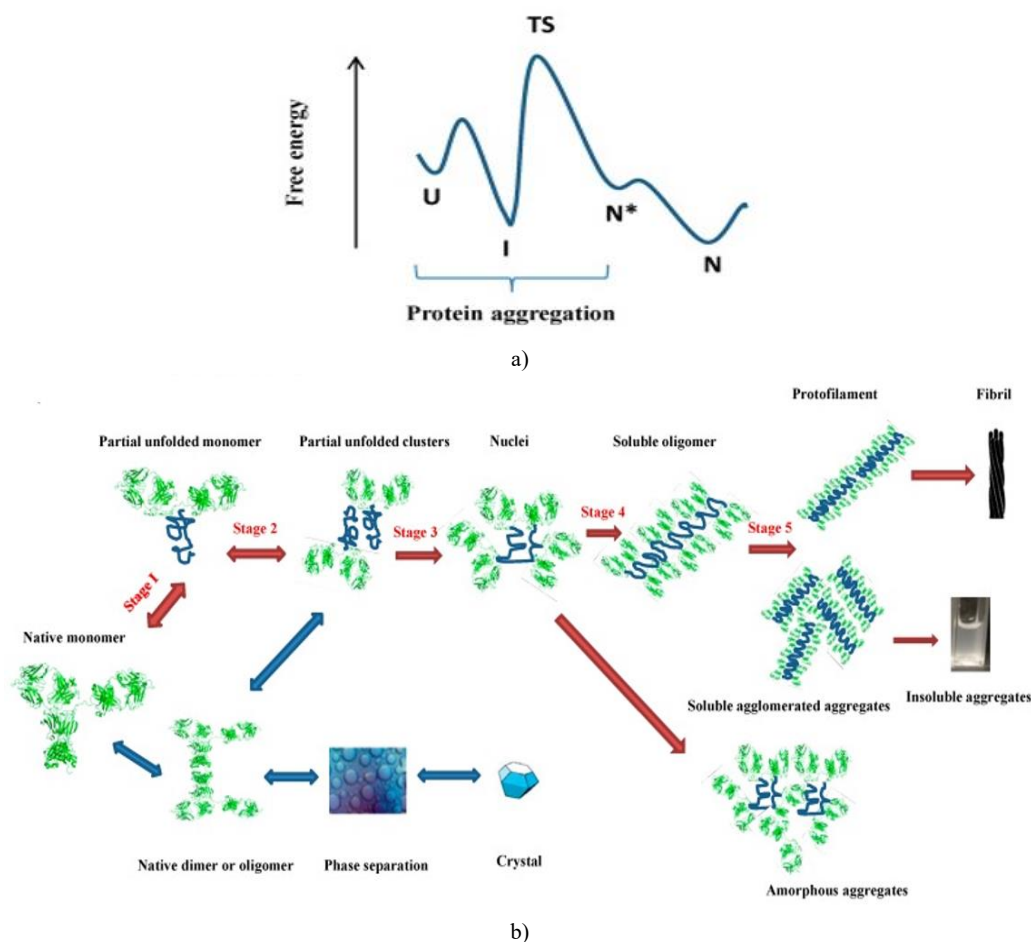 TS
Free energy
U
I
N*
N
Protein aggregation
a)
Protofilament
Fibril
Partial unfolded monomer
Partial unfolded clusters
Nuclei
Soluble oligomer
Stage 1
Stage 2
Stage 3
Stage 4
Stage 5
Native monomer
Soluble agglomerated aggregates
Insoluble aggregates
Native dimer or oligomer
Phase separation
Crystal
Amorphous aggregates
b)